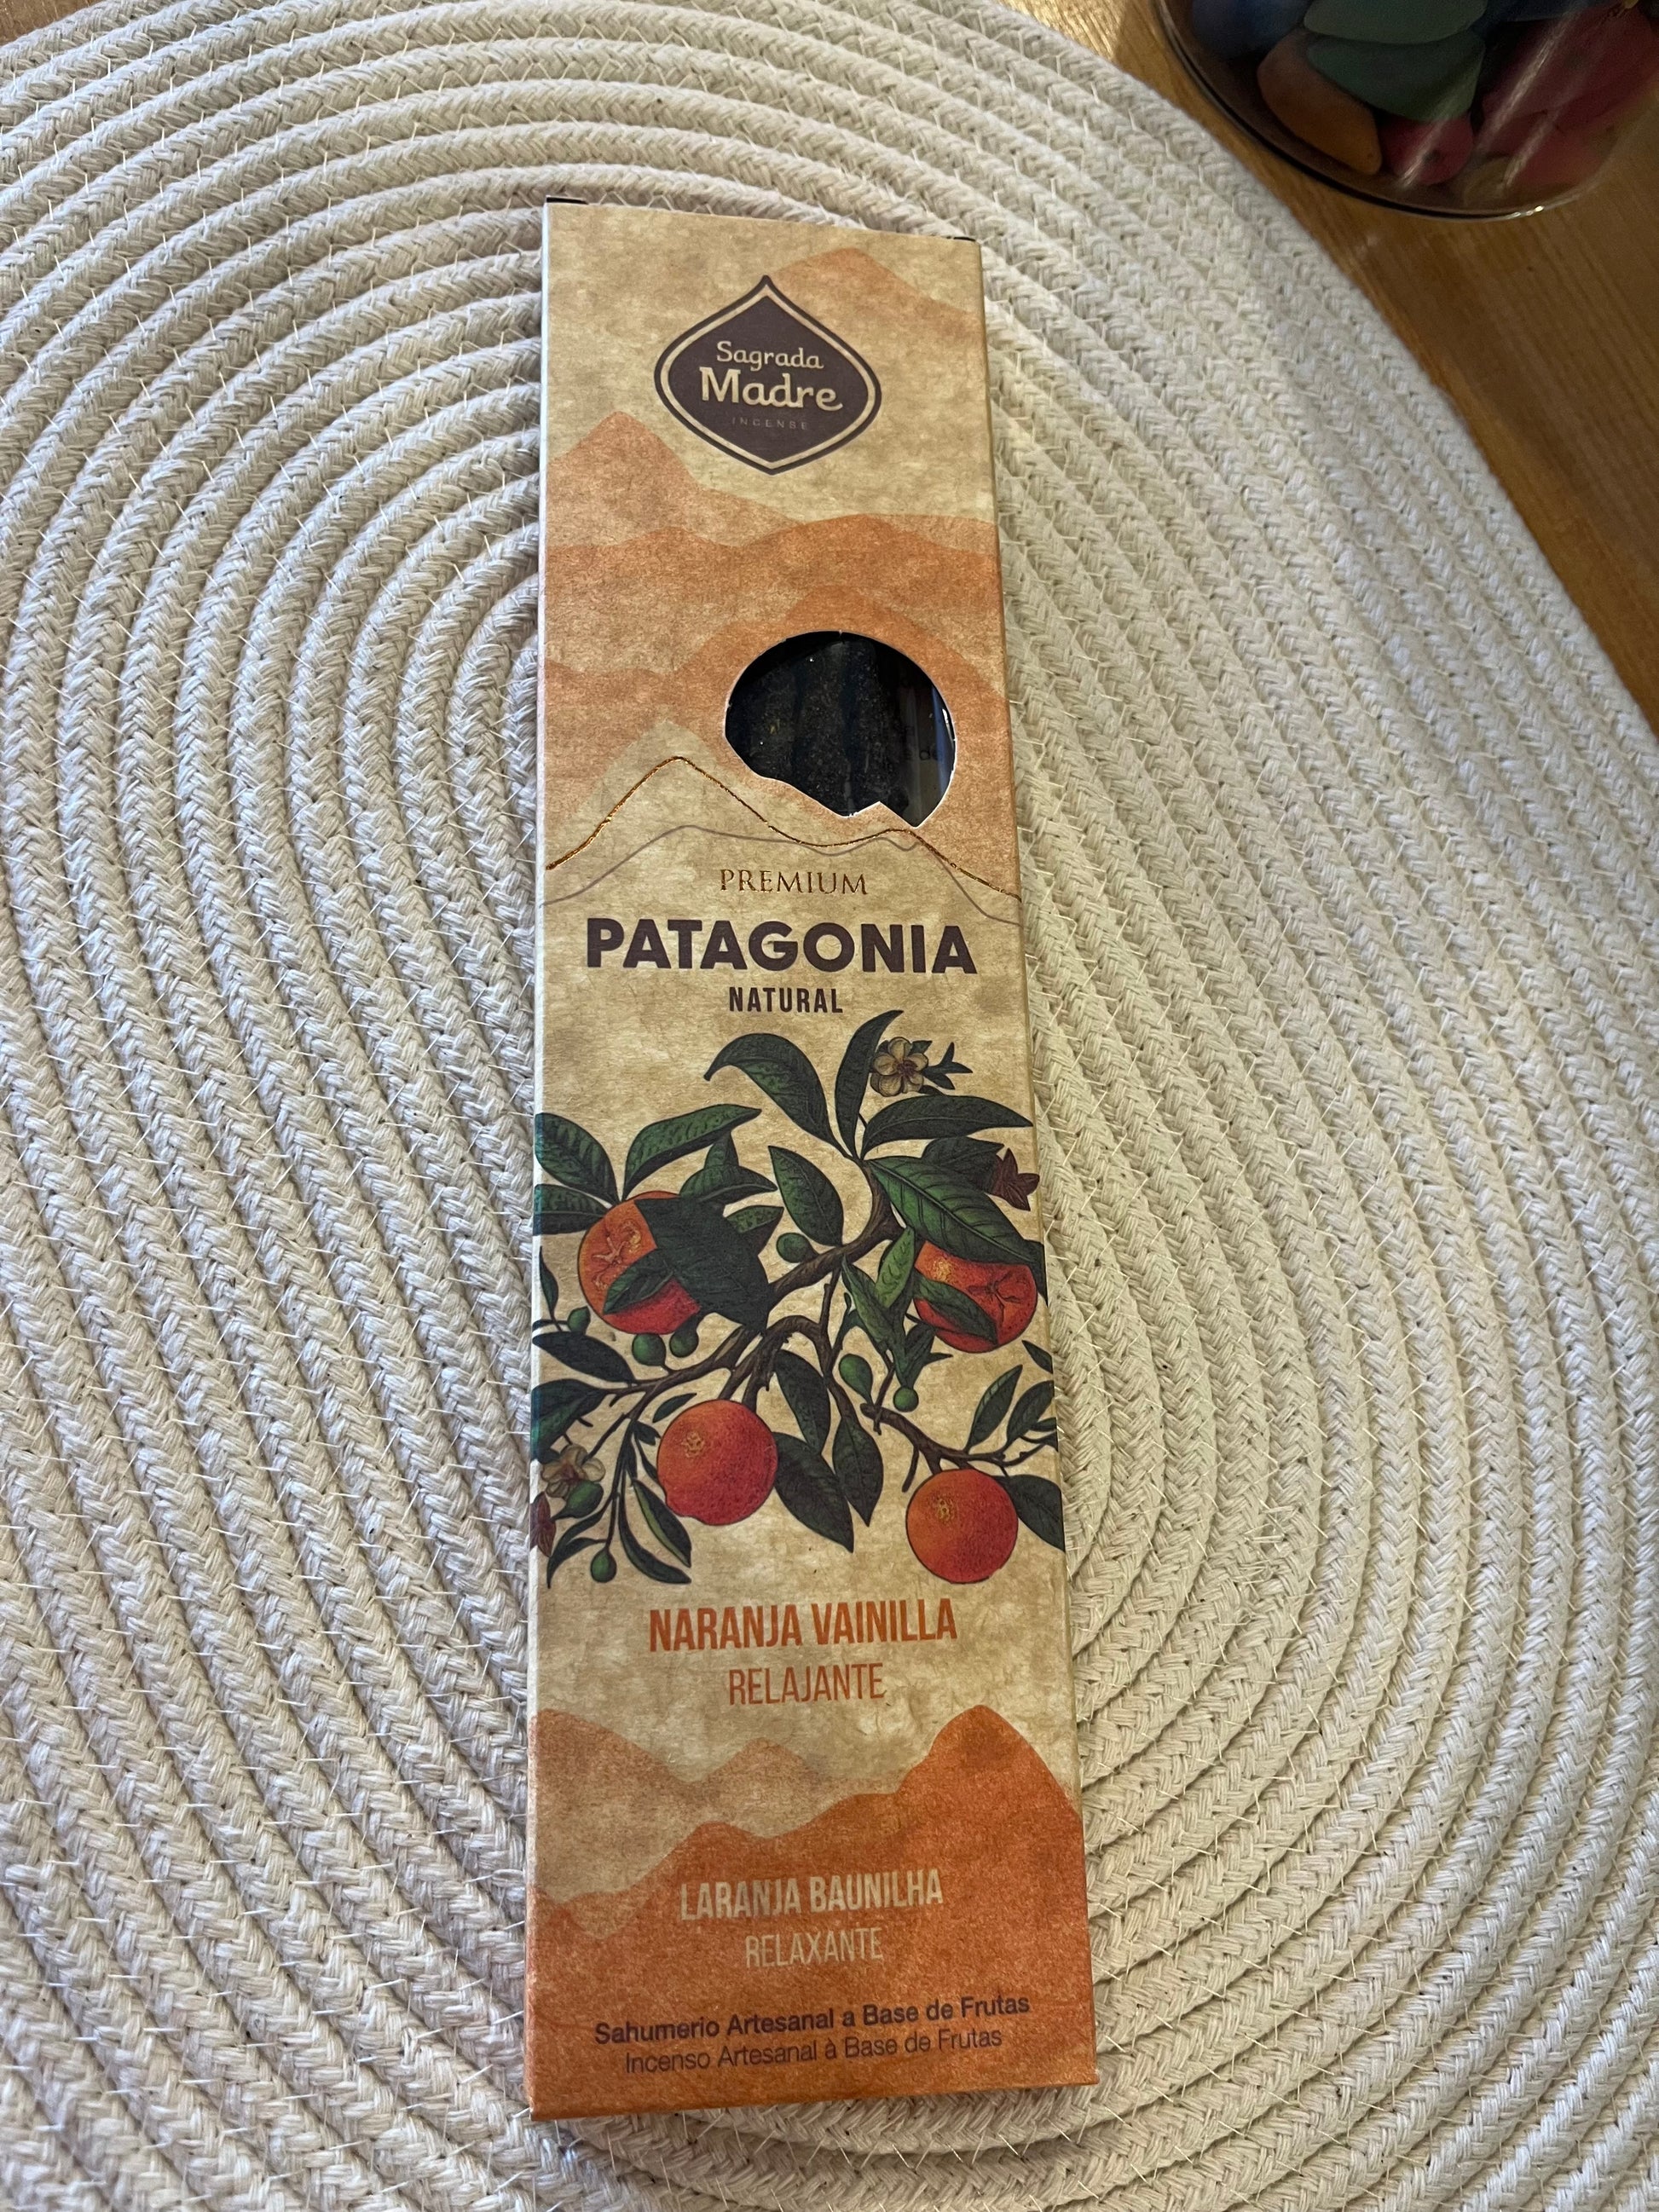 Sagrada
Madre
INCENSE
PREMIUM
PATAGONIA
NATURAL
NARANJA VAINILLA
RELAJANTE
LARANJA BAUNILHA
RELAXANTE
Sahumerio Artesanal a Base de Frutas
Incenso Artesanal à Base de Frutas